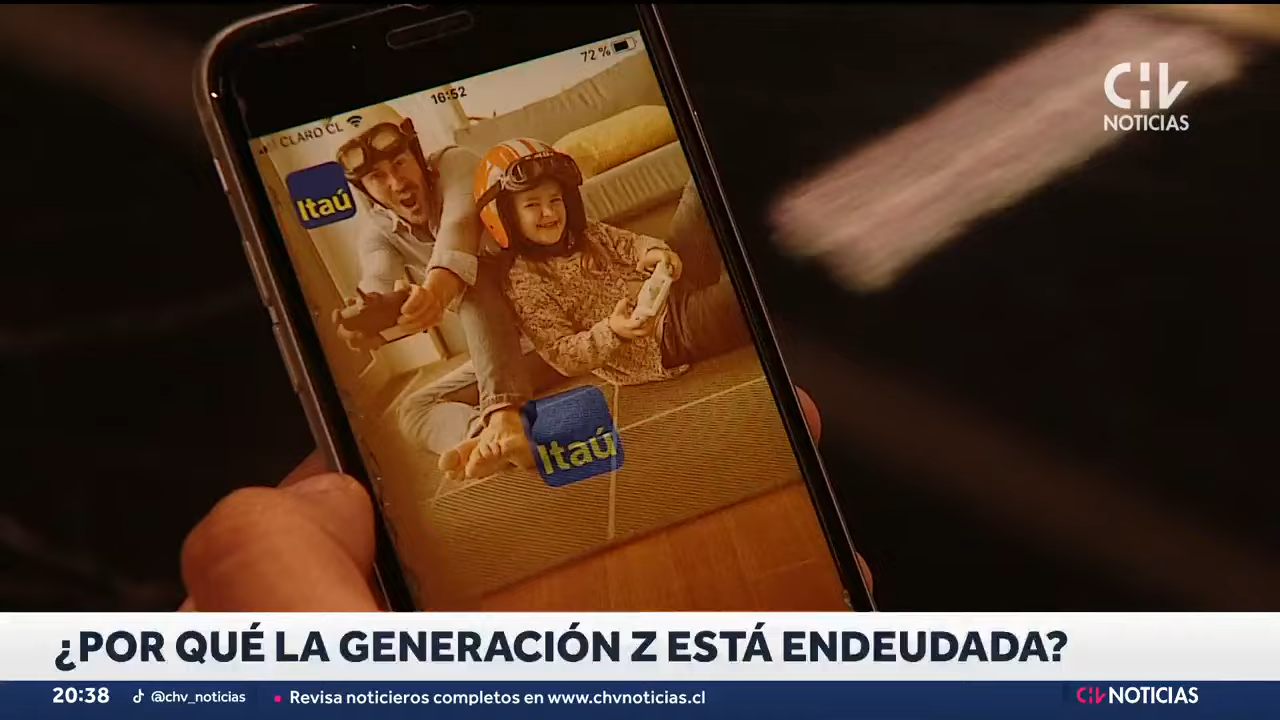 CHV
NOTICIAS
72 %
16:52
CLARO CL
Itaú
Itaú
¿POR QUÉ LA GENERACIÓN Z ESTÁ ENDEUDADA?
20:38 @chv_noticias • Revisa noticieros completos en www.chvnoticias.cl CHV NOTICIAS